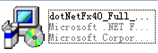 dotNetFx40_Full_...
Microsoft .NET F...
Microsoft Corpor...